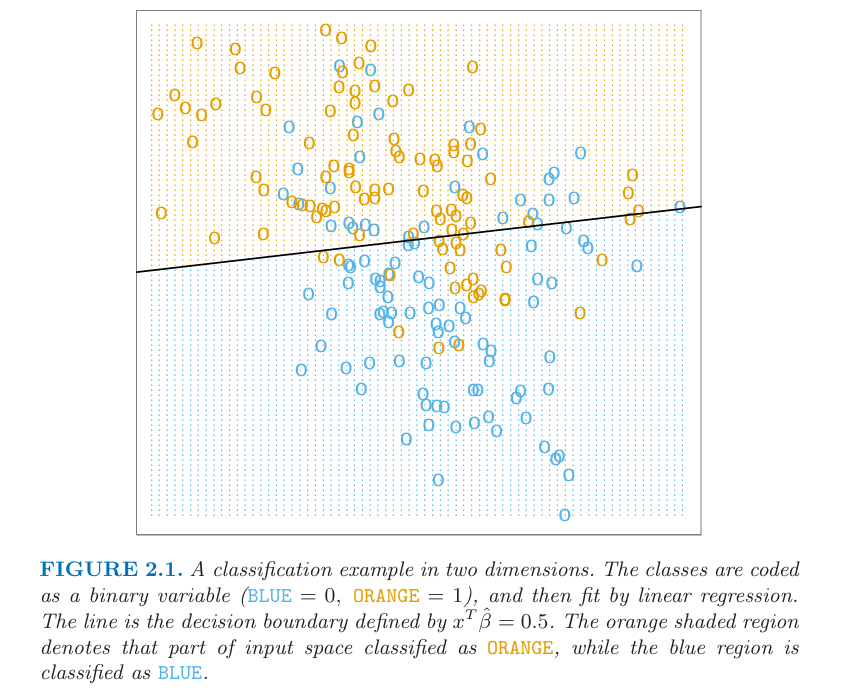 FIGURE 2.1. A classification example in two dimensions. The classes are coded
as a binary variable (BLUE = 0, ORANGE = 1), and then fit by linear regression.
The line is the decision boundary defined by x^T β̂ = 0.5. The orange shaded region
denotes that part of input space classified as ORANGE, while the blue region is
classified as BLUE.